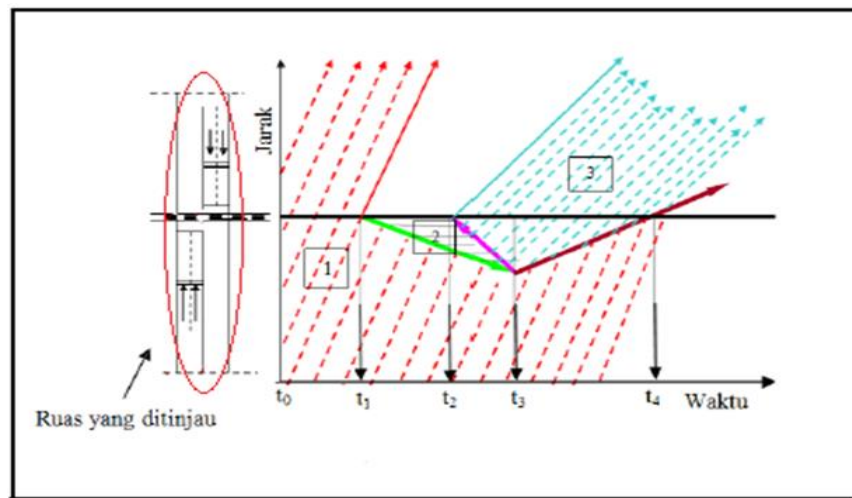 Jarak
3
2
1
t0 t1 t2 t3 t4 Waktu
Ruas yang ditinjau